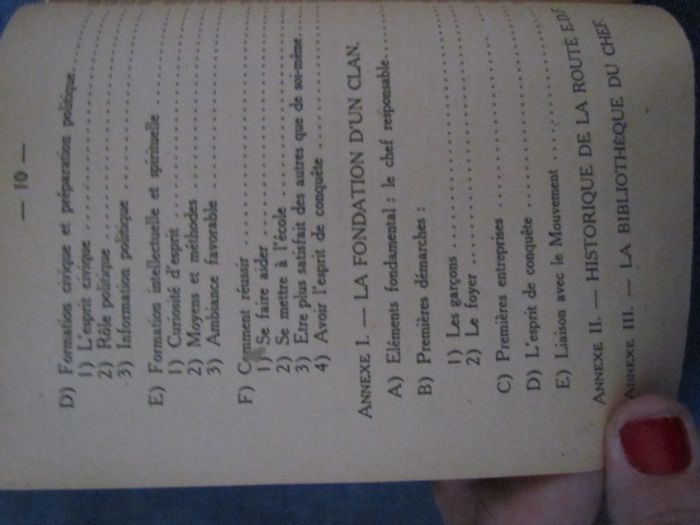 — 10 —
D) Formation civique et préparation politique......
1) L'esprit civique......................
2) Rôle politique......................
3) Information politique......................
E) Formation intellectuelle et spirituelle ............
1) Curiosité d'esprit......................
2) Moyens et méthodes......................
3) Ambiance favorable ......................
F) Comment réussir ......................
1) Se faire aider......................
2) Se mettre à l'école......................
3) Etre plus satisfait des autres que de soi-même..
4) Avoir l'esprit de conquête ................
ANNEXE I. — LA FONDATION D'UN CLAN.
A) Eléments fondamental : le chef responsable......
B) Premières démarches :
1) Les garçons ......................
2) Le foyer ......................
C) Premières entreprises ......................
D) L'esprit de conquête......................
E) Liaison avec le Mouvement ................
ANNEXE II. — HISTORIQUE DE LA ROUTE E.D.F.
ANNEXE III. — LA BIBLIOTHÈQUE DU CHEF.